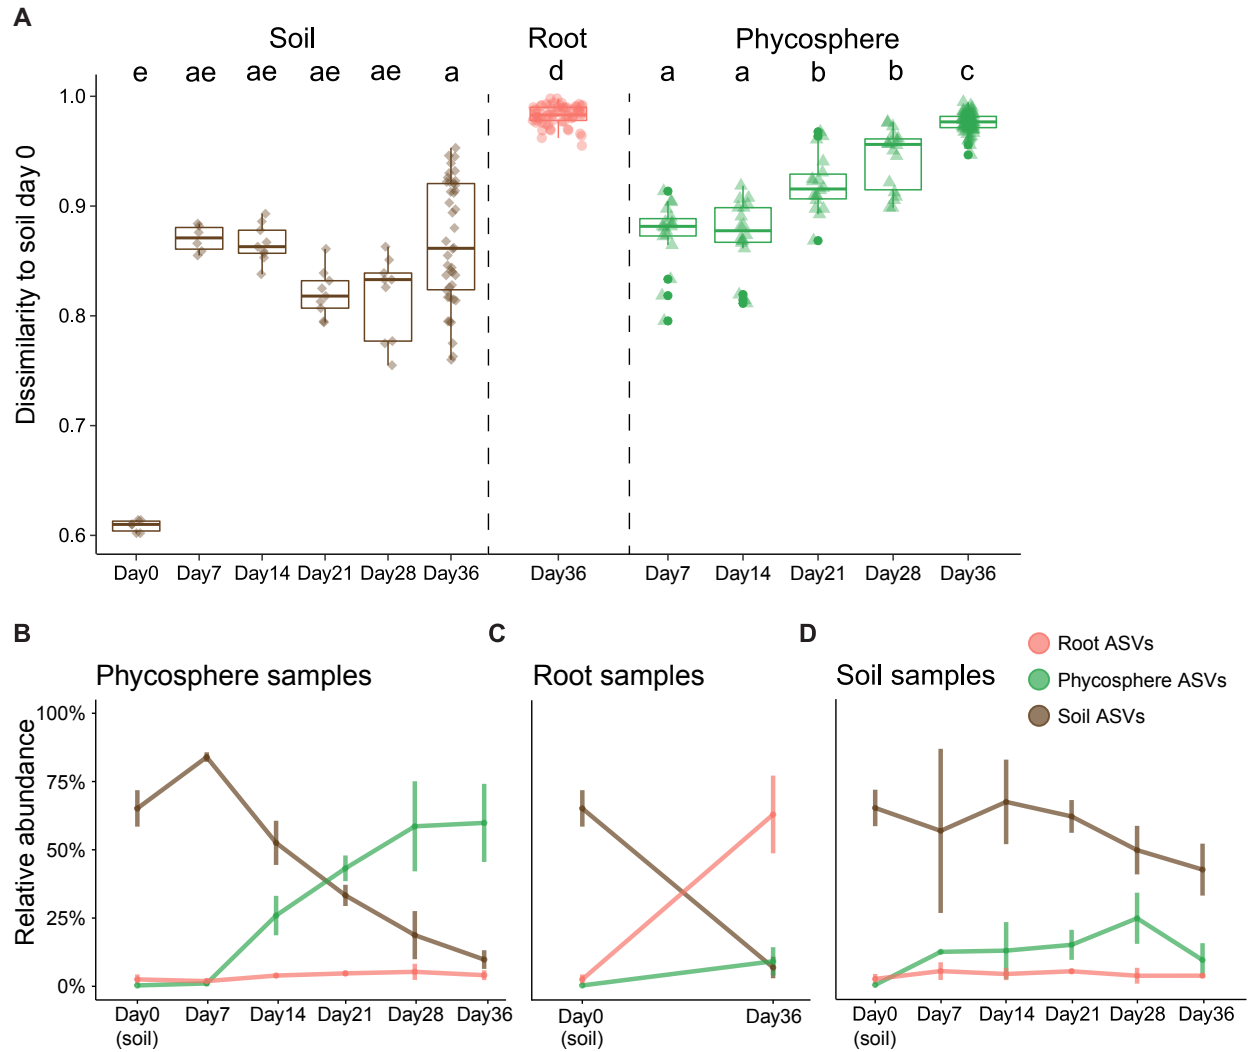 A
Soil Root Phycosphere
e ae ae ae ae a d a a b b c
Dissimilarity to soil day 0
1.0
0.9
0.8
0.7
0.6
Day0 Day7 Day14 Day21 Day28 Day36 Day36 Day7 Day14 Day21 Day28 Day36
B C D
Root ASVs
Phycosphere ASVs
Soil ASVs
Phycosphere samples Root samples Soil samples
Relative abundance
100%
75%
50%
25%
0%
Day0 Day7 Day14 Day21 Day28 Day36
(soil)
Day0 Day36
(soil)
Day0 Day7 Day14 Day21 Day28 Day36
(soil)